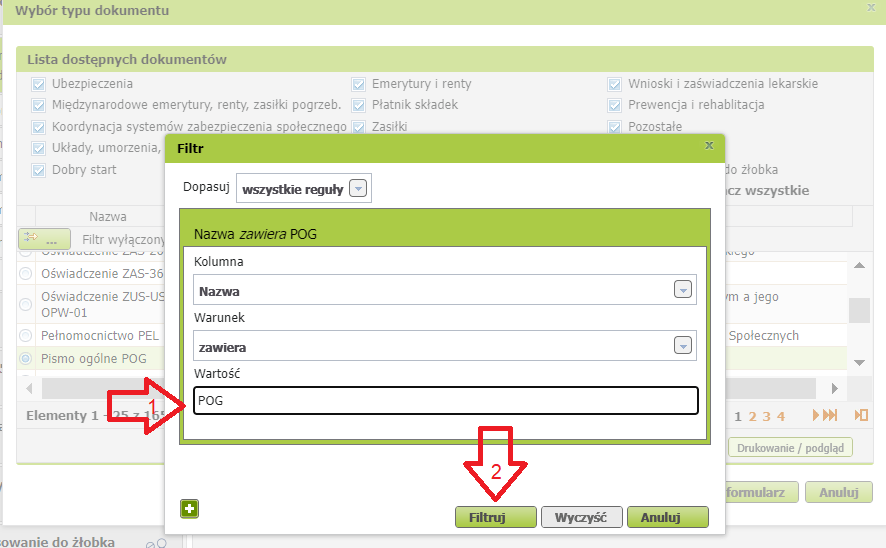 Wybór typu dokumentu
x
Lista dostępnych dokumentów
Ubezpieczenia
Emerytury i renty
Wnioski i zaświadczenia lekarskie
Międzynarodowe emerytury, renty, zasiłki pogrzeb.
Płatnik składek
Prewencja i rehablitacja
Koordynacja systemów zabezpieczenia społecznego
Zasiłki
Pozostałe
Układy, umorzenia,
Dobry start
do żłobka
cz wszystkie
Filtr
x
Dopasuj wszystkie reguły
Nazwa
... Filtr wyłączony
Nazwa zawiera POG
Kolumna
Nazwa
Warunek
zawiera
Wartość
POG
Oświadczenie ZAS-36
Oświadczenie ZUS-US
OPW-01
ym a jego
Pełnomocnictwo PEL
Społecznych
Pismo ogólne POG
1
Elementy 1 - 25 z 165
1 2 3 4
Drukowanie / podgląd
2
Filtruj
Wyczyść
Anuluj
formularz
Anuluj
sowanie do żłobka